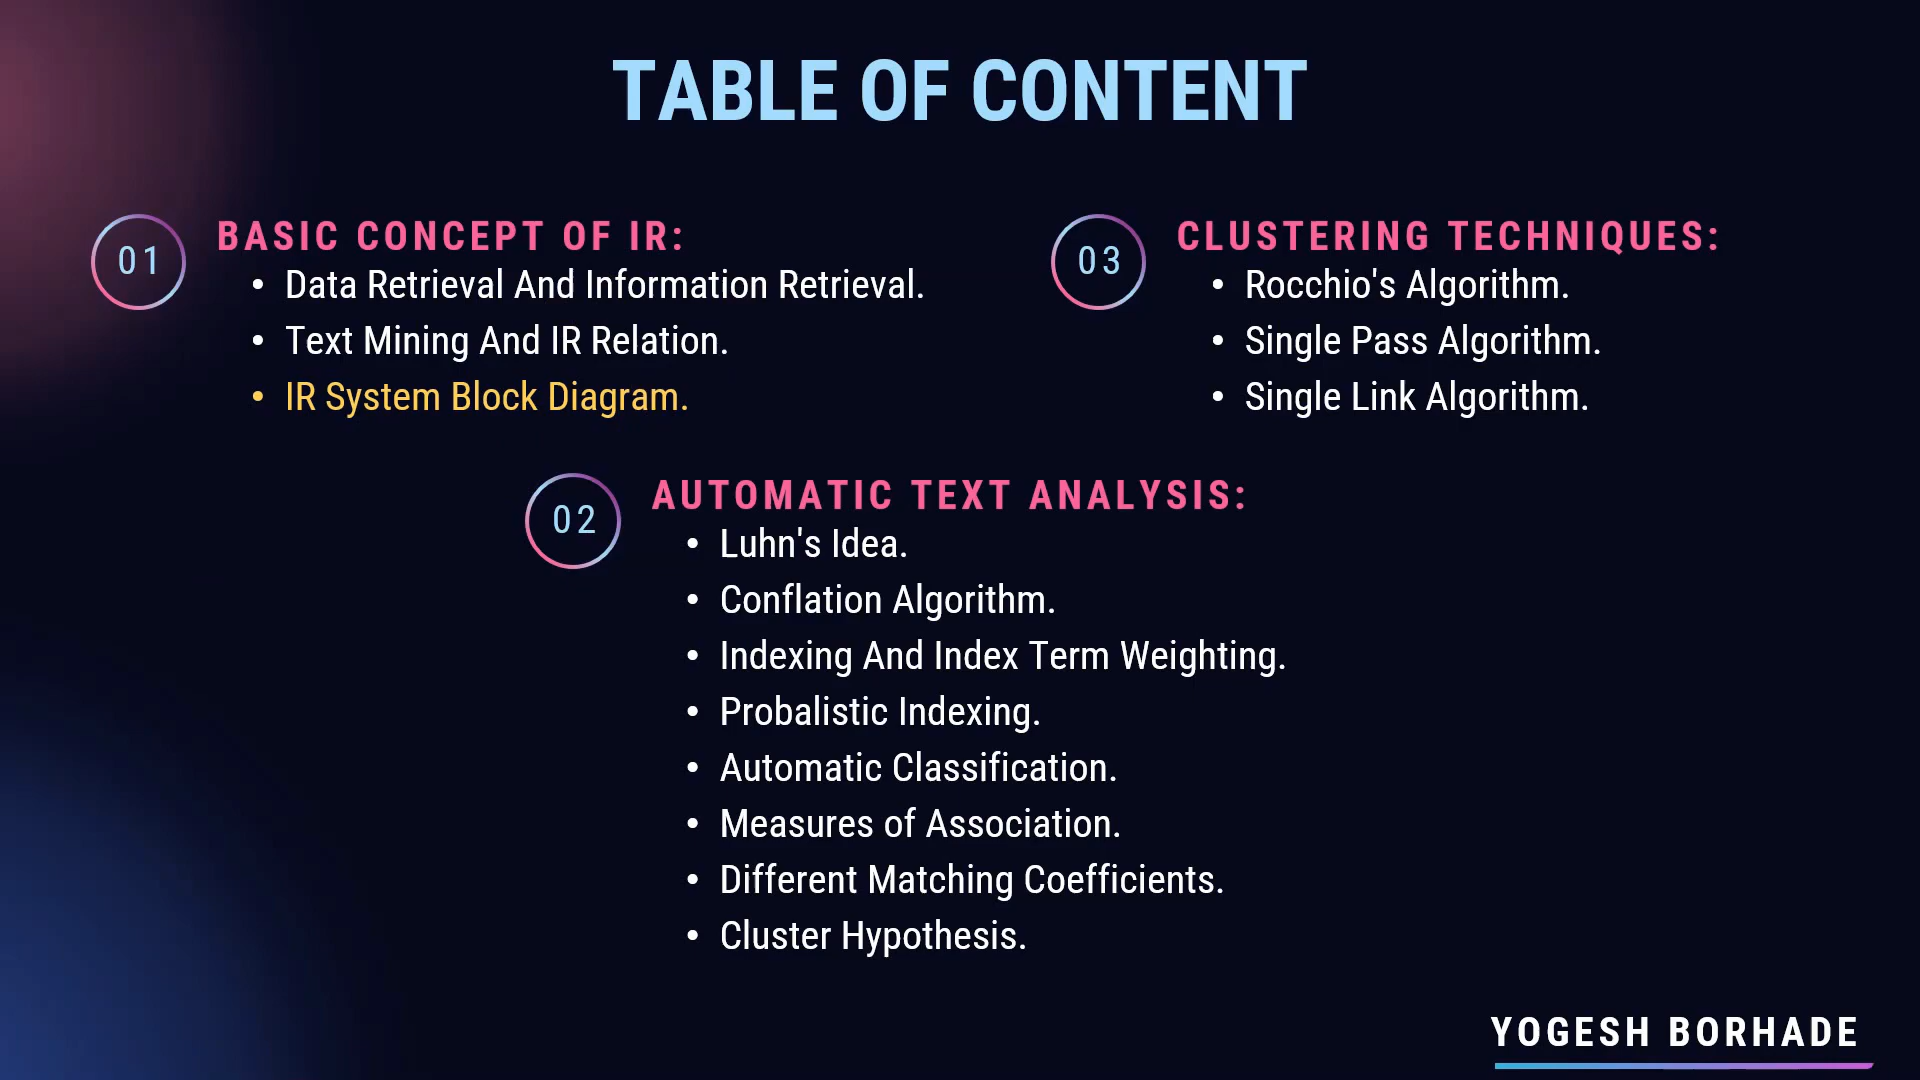 TABLE OF CONTENT
01
BASIC CONCEPT OF IR:
• Data Retrieval And Information Retrieval.
• Text Mining And IR Relation.
• IR System Block Diagram.
02
AUTOMATIC TEXT ANALYSIS:
• Luhn's Idea.
• Conflation Algorithm.
• Indexing And Index Term Weighting.
• Probalistic Indexing.
• Automatic Classification.
• Measures of Association.
• Different Matching Coefficients.
• Cluster Hypothesis.
03
CLUSTERING TECHNIQUES:
• Rocchio's Algorithm.
• Single Pass Algorithm.
• Single Link Algorithm.
YOGESH BORHADE